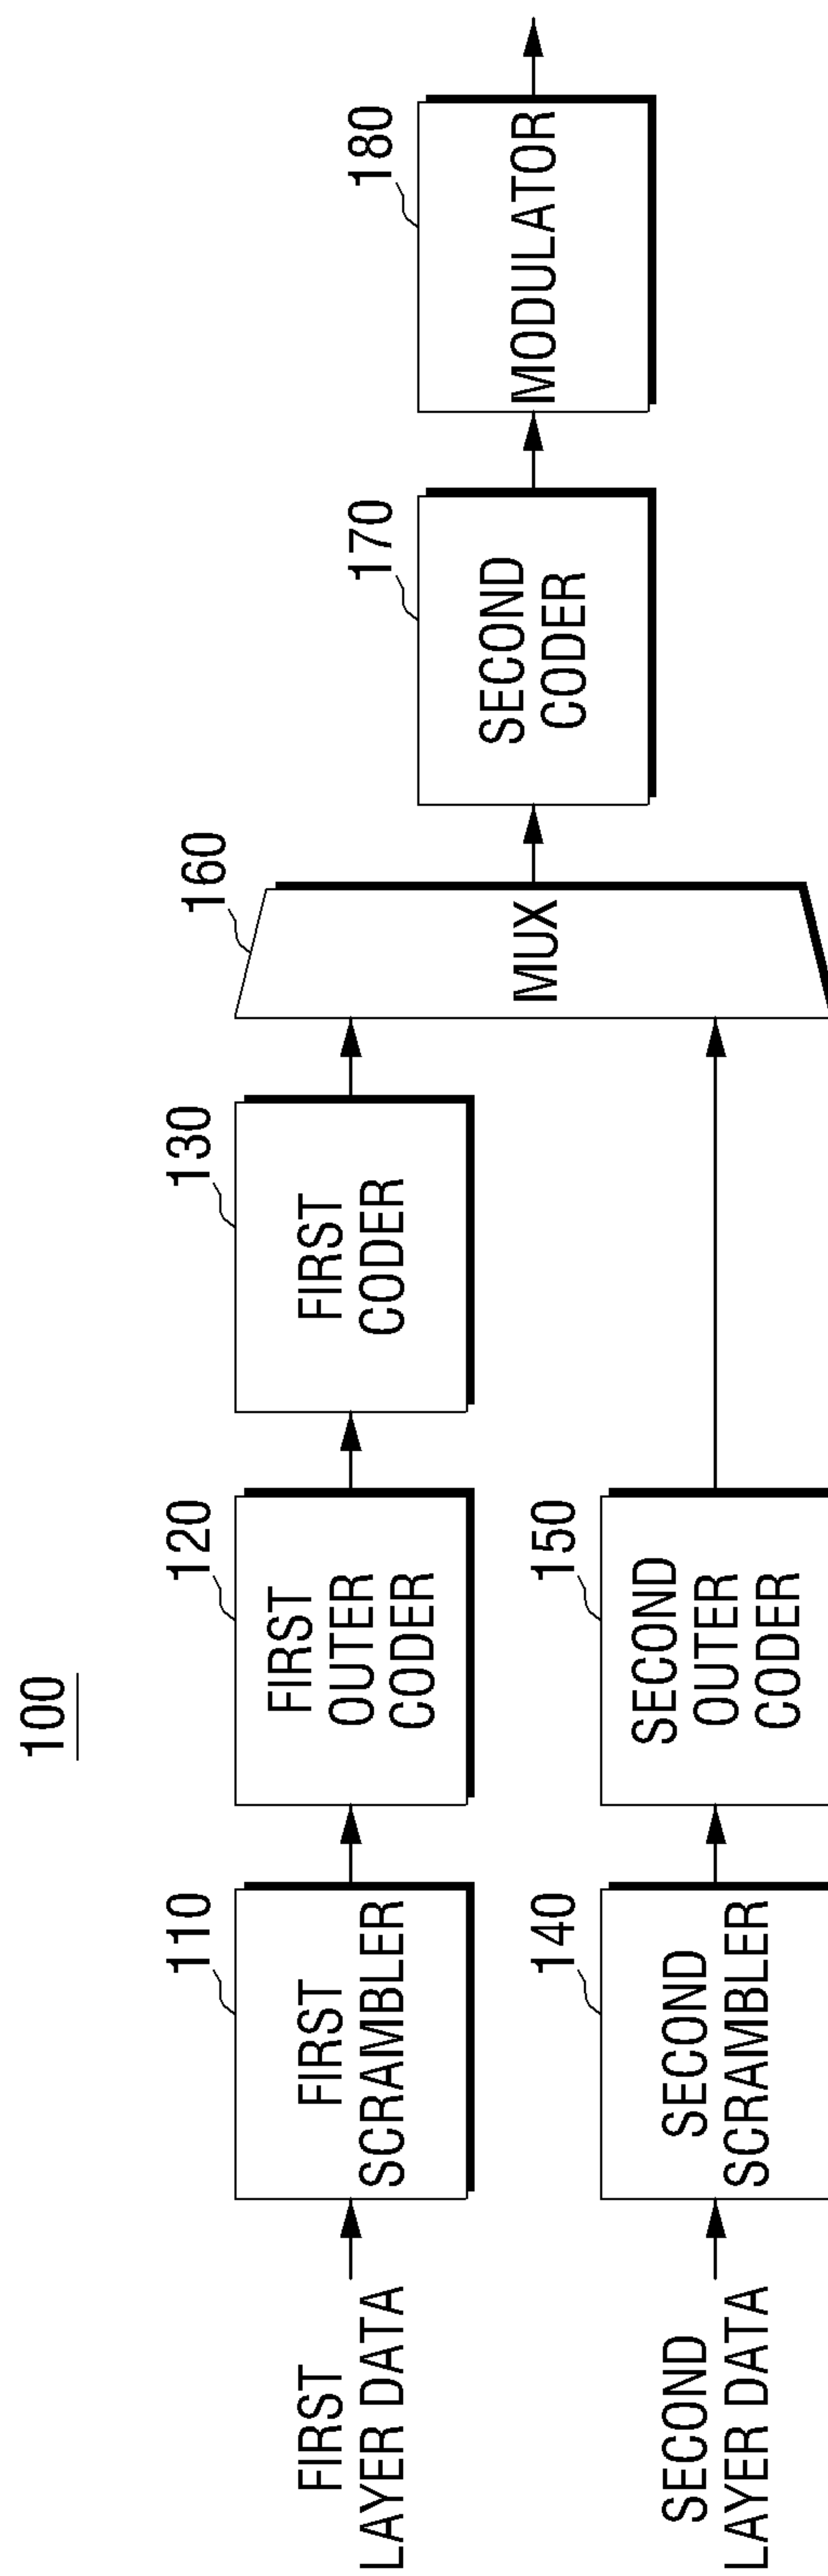 100
110
FIRST
SCRAMBLER
120
FIRST
OUTER
CODER
130
FIRST
CODER
160
MUX
170
SECOND
CODER
180
MODULATOR
FIRST
LAYER DATA
140
SECOND
SCRAMBLER
150
SECOND
OUTER
CODER
SECOND
LAYER DATA